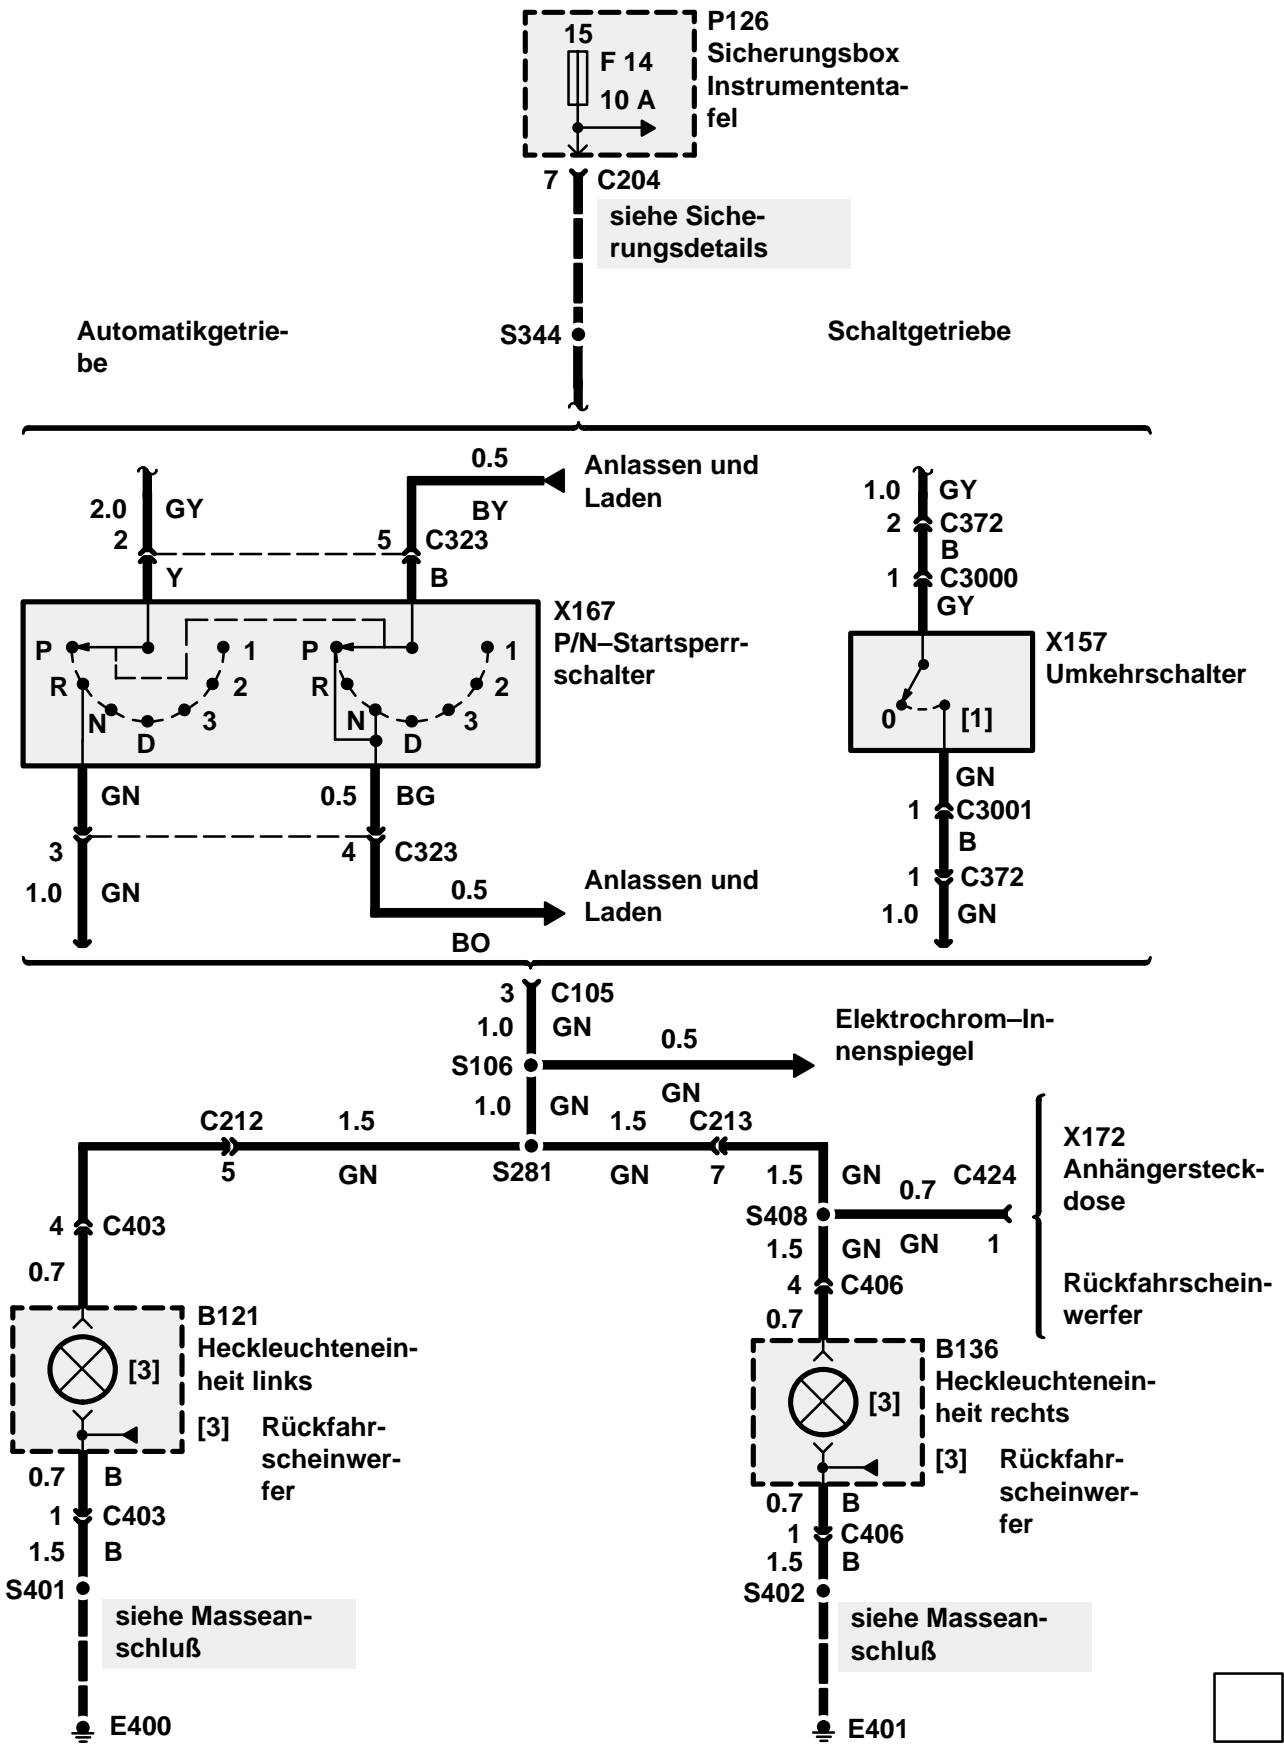 P126
Sicherungsbox
Instrumententa-
fel
15
F 14
10 A
7
C204
siehe Siche-
rungsdetails
Automatikgetrie-
be
S344
Schaltgetriebe
0.5
Anlassen und
Laden
BY
2.0
GY
2
5
C323
Y
B
1.0
GY
2
C372
B
1
C3000
GY
X167
P/N–Startsperr-
schalter
P
R
N
D
3
2
1
P
R
N
D
3
2
1
X157
Umkehrschalter
0
[1]
GN
0.5
BG
3
4
C323
1.0
GN
0.5
BO
Anlassen und
Laden
GN
1
C3001
B
1
C372
1.0
GN
3
C105
1.0
GN
S106
0.5
GN
Elektrochrom–In-
nenspiegel
1.0
GN
C212
1.5
1.5
C213
5
GN
S281
GN
7
1.5
GN
0.7
C424
X172
Anhängersteck-
dose
S408
1.5
GN
GN
1
Rückfahrschein-
werfer
4
C403
0.7
4
C406
0.7
B121
Heckleuchtenein-
heit links
[3]
[3]
Rückfahr-
scheinwer-
fer
B136
Heckleuchtenein-
heit rechts
[3]
[3]
Rückfahr-
scheinwer-
fer
0.7
B
1
C403
1.5
B
S401
siehe Massean-
schluß
E400
0.7
B
1
C406
1.5
B
S402
siehe Massean-
schluß
E401